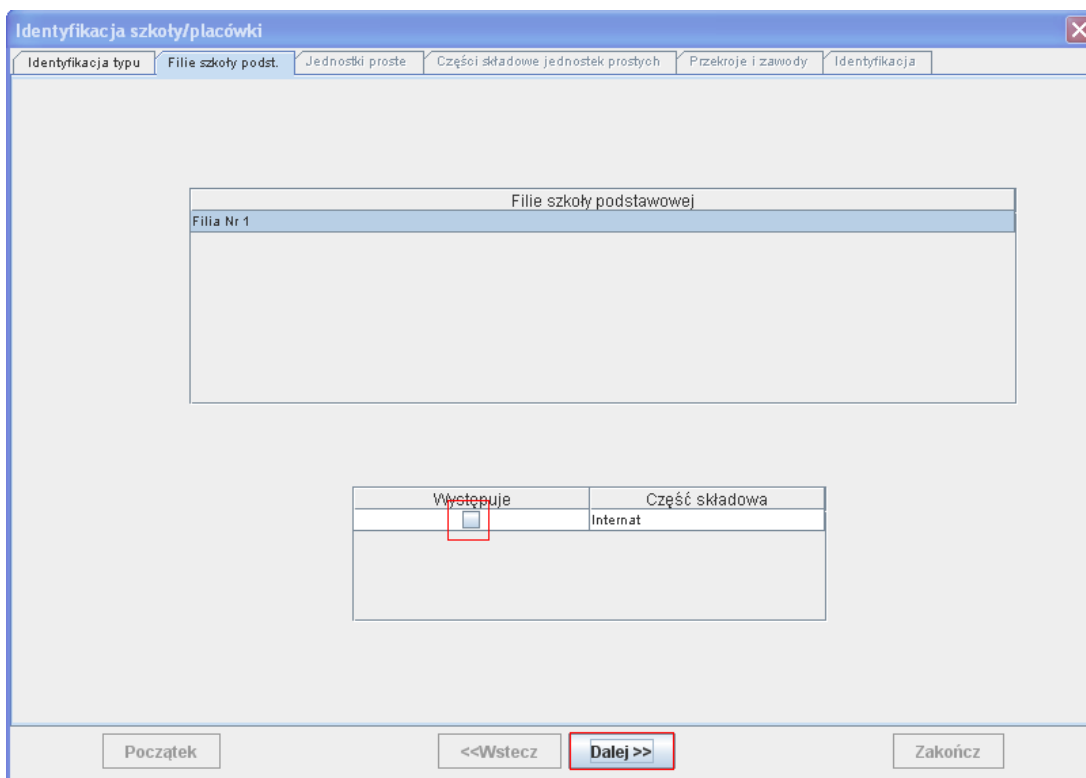 Identyfikacja szkoły/placówki
Identyfikacja typu Filie szkoły podst. Jednostki proste Części składowe jednostek prostych Przekroje i zawody Identyfikacja
Filie szkoły podstawowej
Filia Nr 1
Występuje Część składowa
Internat
Początek <<Wstecz Dalej >> Zakończ